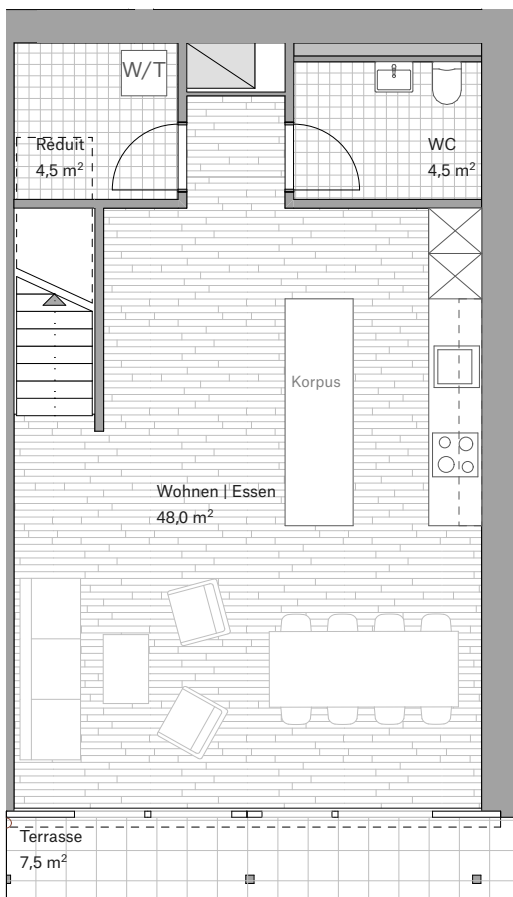 W/T
Réduit
4,5 m²
WC
4,5 m²
Korpus
Wohnen | Essen
48,0 m²
Terrasse
7,5 m²